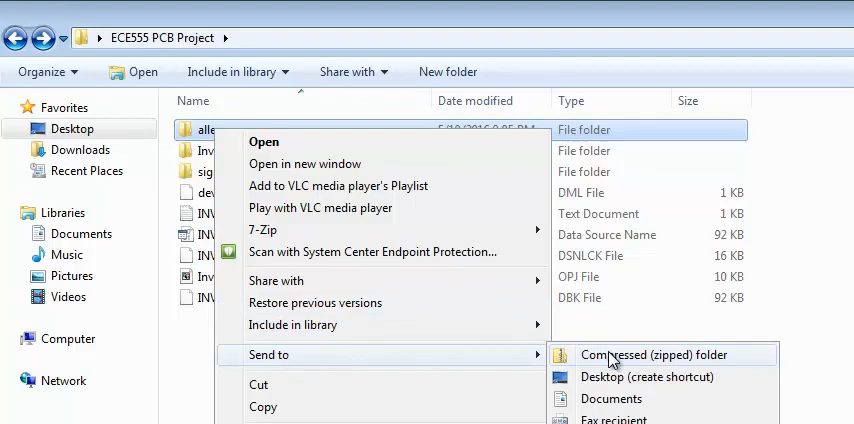 ECE555 PCB Project
Organize Open Include in library Share with New folder
Name Date modified Type Size
Favorites
Desktop
Downloads
Recent Places
Libraries
Documents
Music
Pictures
Videos
Computer
Network
alle File folder
Inv File folder
sig File folder
dev DML File 1 KB
INV Text Document 1 KB
INV Data Source Name 92 KB
INV DSNLCK File 16 KB
Inv OPJ File 10 KB
INV DBK File 92 KB
Open
Open in new window
Add to VLC media player's Playlist
Play with VLC media player
7-Zip
Scan with System Center Endpoint Protection...
Share with
Restore previous versions
Include in library
Send to
Cut
Copy
Compressed (zipped) folder
Desktop (create shortcut)
Documents
Fax recipient